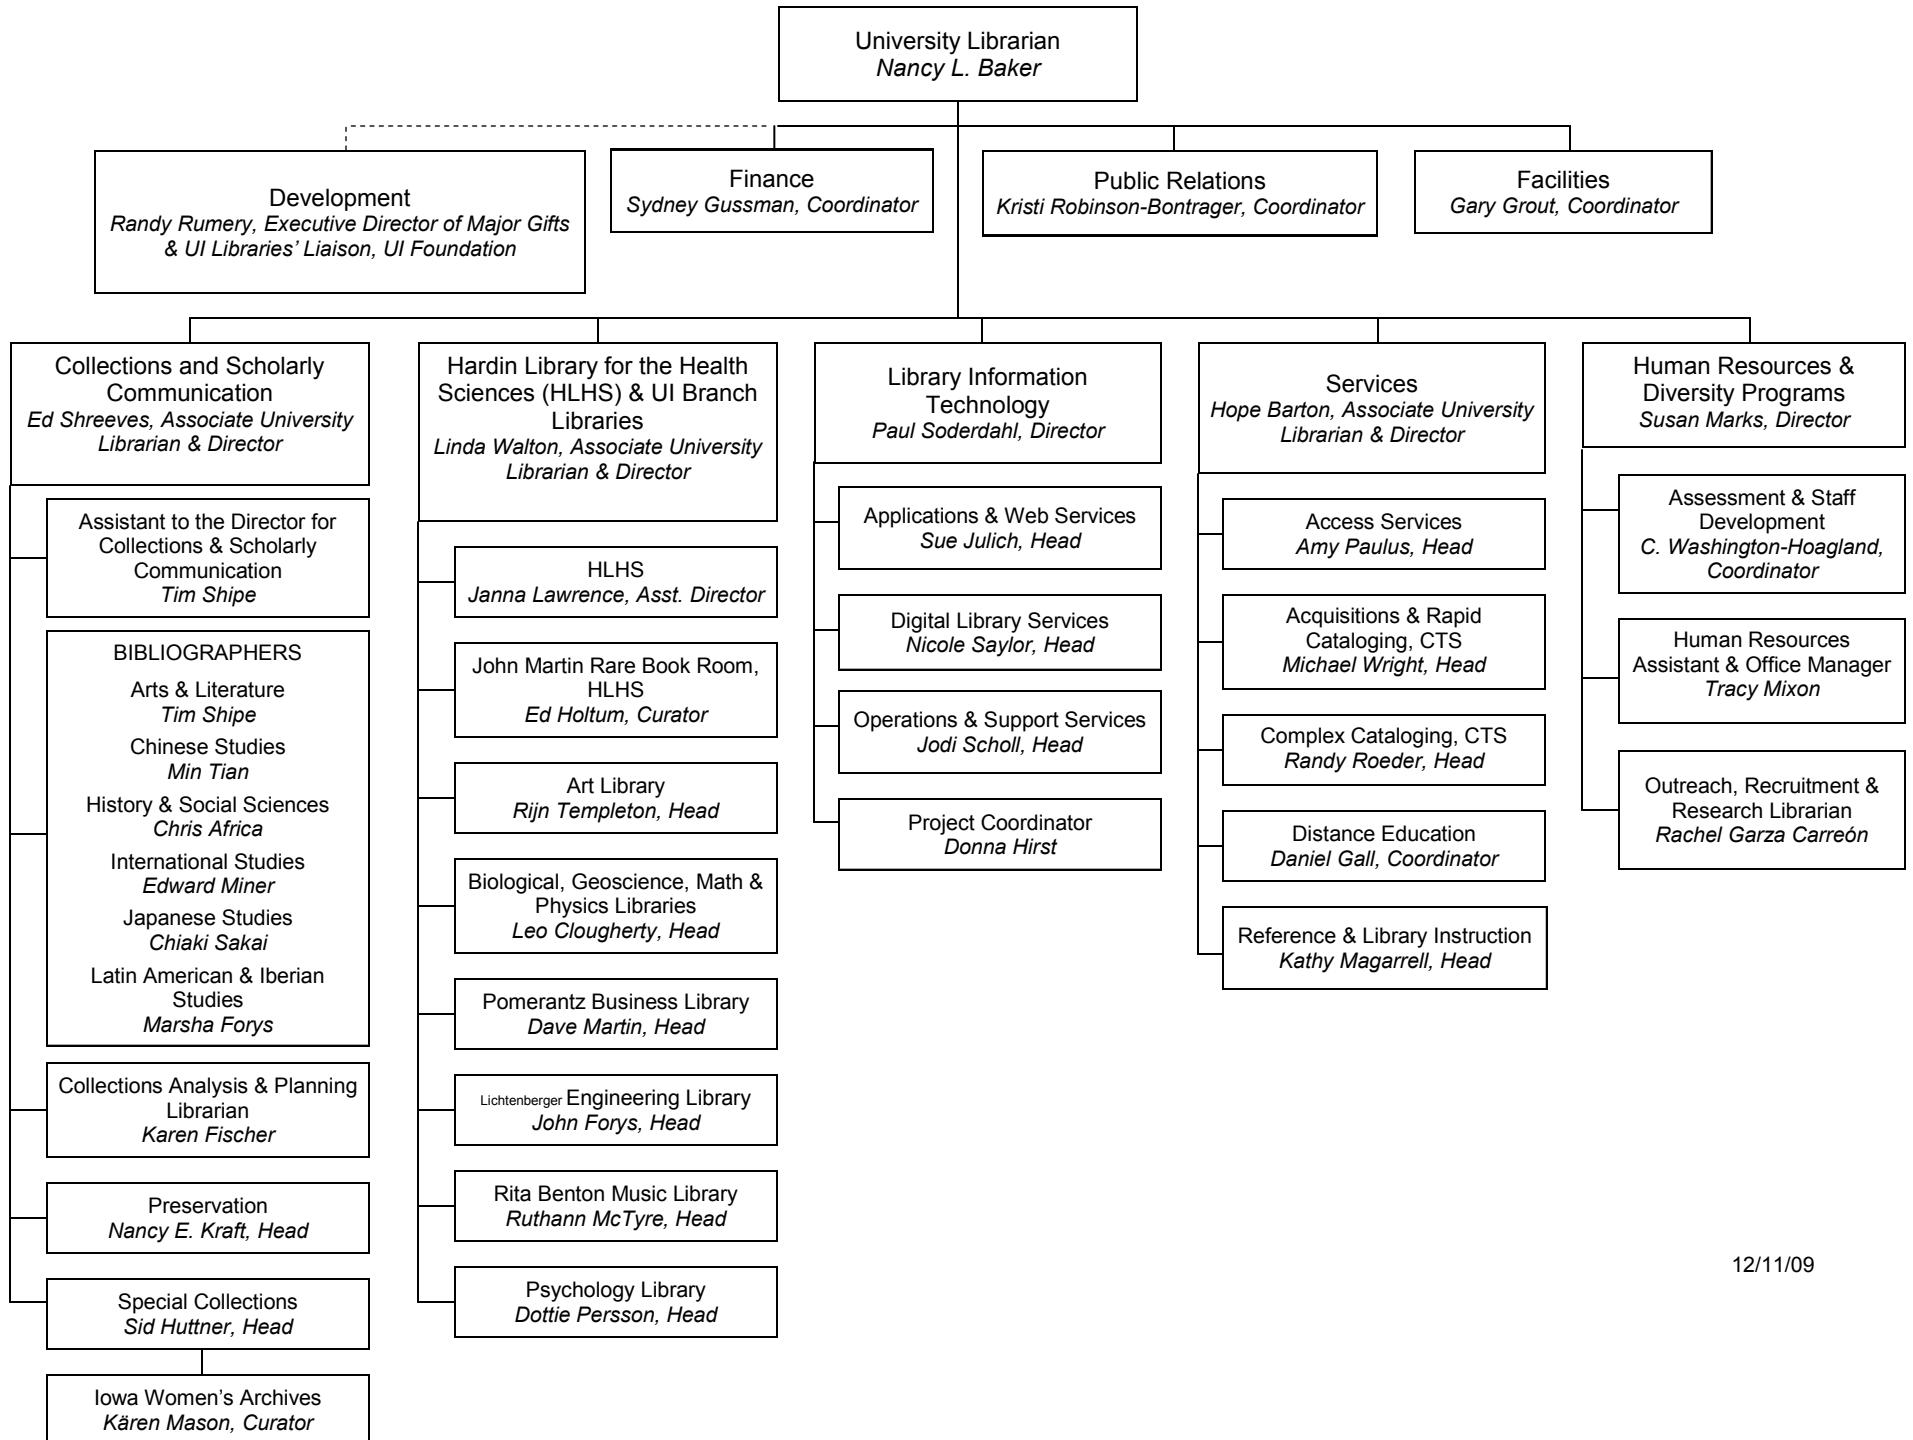 University Librarian
Nancy L. Baker
Development
Randy Rumery, Executive Director of Major Gifts
& UI Libraries’ Liaison, UI Foundation
Finance
Sydney Gussman, Coordinator
Public Relations
Kristi Robinson-Bontrager, Coordinator
Facilities
Gary Grout, Coordinator
Collections and Scholarly
Communication
Ed Shreeves, Associate University
Librarian & Director
Assistant to the Director for
Collections & Scholarly
Communication
Tim Shipe
BIBLIOGRAPHERS
Arts & Literature
Tim Shipe
Chinese Studies
Min Tian
History & Social Sciences
Chris Africa
International Studies
Edward Miner
Japanese Studies
Chiaki Sakai
Latin American & Iberian
Studies
Marsha Forys
Collections Analysis & Planning
Librarian
Karen Fischer
Preservation
Nancy E. Kraft, Head
Special Collections
Sid Huttner, Head
Iowa Women’s Archives
Kären Mason, Curator
Hardin Library for the Health
Sciences (HLHS) & UI Branch
Libraries
Linda Walton, Associate University
Librarian & Director
HLHS
Janna Lawrence, Asst. Director
John Martin Rare Book Room,
HLHS
Ed Holtum, Curator
Art Library
Rijn Templeton, Head
Biological, Geoscience, Math &
Physics Libraries
Leo Clougherty, Head
Pomerantz Business Library
Dave Martin, Head
Lichtenberger Engineering Library
John Forys, Head
Rita Benton Music Library
Ruthann McTyre, Head
Psychology Library
Dottie Persson, Head
Library Information
Technology
Paul Soderdahl, Director
Applications & Web Services
Sue Julich, Head
Digital Library Services
Nicole Saylor, Head
Operations & Support Services
Jodi Scholl, Head
Project Coordinator
Donna Hirst
Services
Hope Barton, Associate University
Librarian & Director
Access Services
Amy Paulus, Head
Acquisitions & Rapid
Cataloging, CTS
Michael Wright, Head
Complex Cataloging, CTS
Randy Roeder, Head
Distance Education
Daniel Gall, Coordinator
Reference & Library Instruction
Kathy Magarrell, Head
Human Resources &
Diversity Programs
Susan Marks, Director
Assessment & Staff
Development
C. Washington-Hoagland,
Coordinator
Human Resources
Assistant & Office Manager
Tracy Mixon
Outreach, Recruitment &
Research Librarian
Rachel Garza Carreón
12/11/09